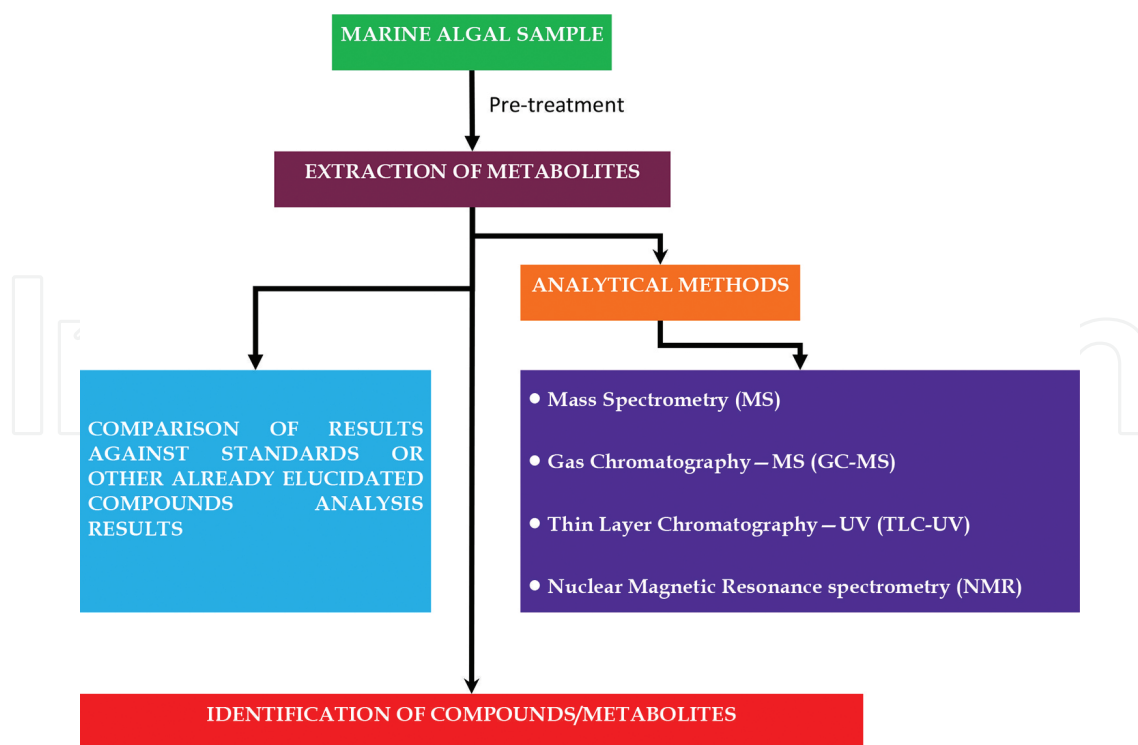 MARINE ALGAL SAMPLE
Pre-treatment
EXTRACTION OF METABOLITES
ANALYTICAL METHODS
COMPARISON OF RESULTS
AGAINST STANDARDS OR
OTHER ALREADY ELUCIDATED
COMPOUNDS ANALYSIS
RESULTS
• Mass Spectrometry (MS)
• Gas Chromatography—MS (GC-MS)
• Thin Layer Chromatography—UV (TLC-UV)
• Nuclear Magnetic Resonance spectrometry (NMR)
IDENTIFICATION OF COMPOUNDS/METABOLITES